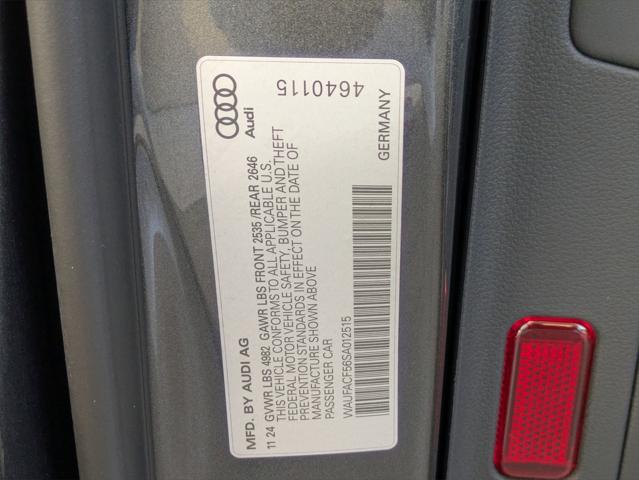 MFD. BY AUDI AG
Audi
11 24 GVWR LBS 4982 GAWR LBS FRONT 2535/REAR 2646
THIS VEHICLE CONFORMS TO ALL APPLICABLE U.S.
FEDERAL MOTOR VEHICLE SAFETY, BUMPER AND THEFT
PREVENTION STANDARDS IN EFFECT ON THE DATE OF
MANUFACTURE SHOWN ABOVE
PASSENGER CAR
4640115
WAUFACF56SA012515
GERMANY